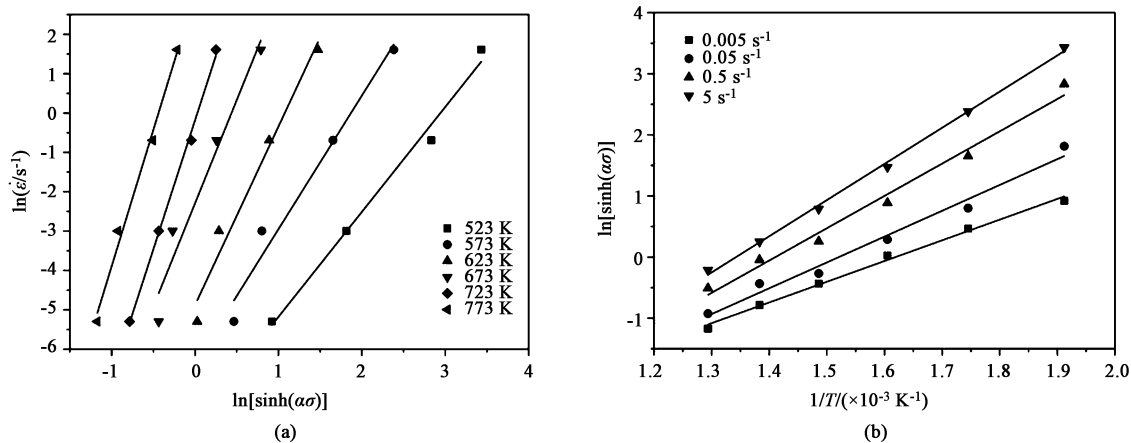 2
1
0
-1
-2
-3
-4
-5
-6
ln(ε̇/s⁻¹)
523 K
573 K
623 K
673 K
723 K
773 K
-1 0 1 2 3 4
ln[sinh(ασ)]
(a)
4
3
2
1
0
-1
ln[sinh(ασ)]
0.005 s⁻¹
0.05 s⁻¹
0.5 s⁻¹
5 s⁻¹
1.2 1.3 1.4 1.5 1.6 1.7 1.8 1.9 2.0
1/T/(×10⁻³ K⁻¹)
(b)